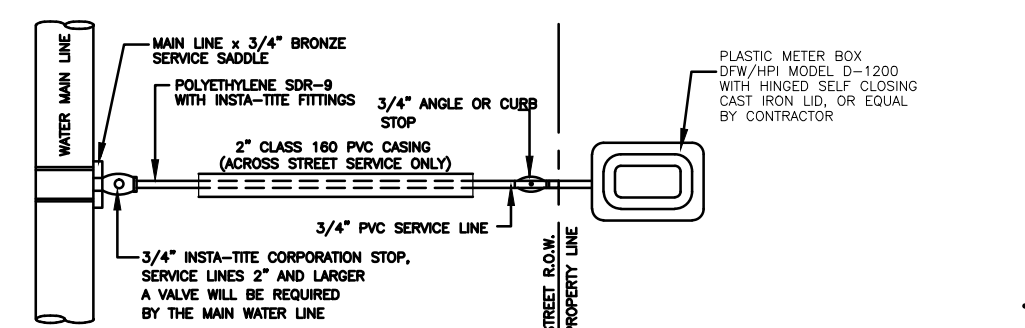 WATER MAIN LINE
MAIN LINE x 3/4" BRONZE
SERVICE SADDLE
POLYETHYLENE SDR-9
WITH INSTA-TITE FITTINGS
3/4" ANGLE OR CURB
STOP
2" CLASS 160 PVC CASING
(ACROSS STREET SERVICE ONLY)
PLASTIC METER BOX
DFW/HPI MODEL D-1200
WITH HINGED SELF CLOSING
CAST IRON LID, OR EQUAL
BY CONTRACTOR
3/4" PVC SERVICE LINE
3/4" INSTA-TITE CORPORATION STOP,
SERVICE LINES 2" AND LARGER
A VALVE WILL BE REQUIRED
BY THE MAIN WATER LINE
STREET R.O.W.
PROPERTY LINE